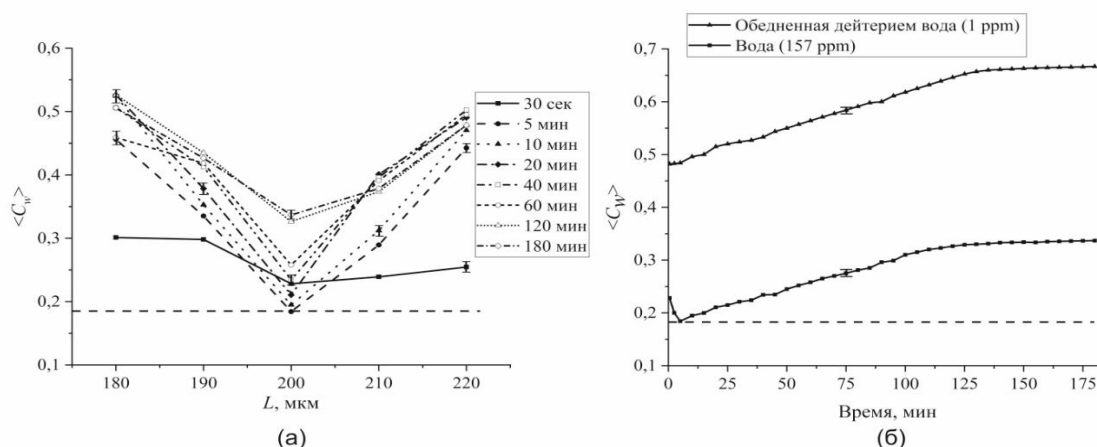 0,6
0,5
0,4
0,3
0,2
0,1
<C_w>
180 190 200 210 220
L, мкм
30 сек
5 мин
10 мин
20 мин
40 мин
60 мин
120 мин
180 мин
(а)
Обедненная дейтерием вода (1 ppm)
Вода (157 ppm)
0,7
0,6
0,5
0,4
0,3
0,2
0,1
<C_W>
0 25 50 75 100 125 150 175
Время, мин
(б)